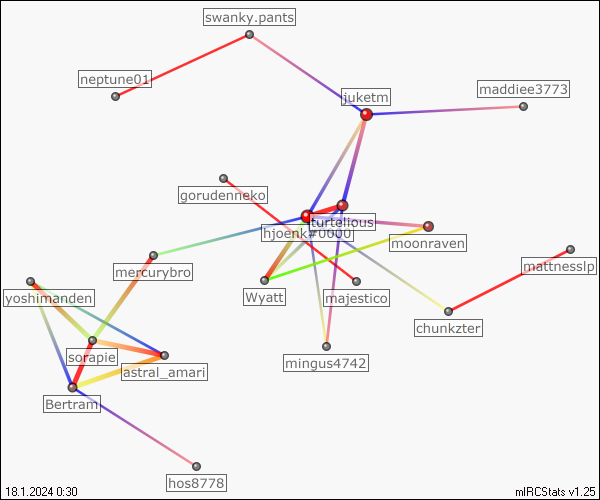 swanky.pants
neptune01
maddiee3773
juketm
gorudenneko
turtelious
hjoenk#0000
moonraven
mercurybro
mattnesslp
yoshimanden
Wyatt
majestico
chunkzter
sorapie
mingus4742
astral_amari
Bertram
hos8778
18.1.2024 0:30
mIRCStats v1.25